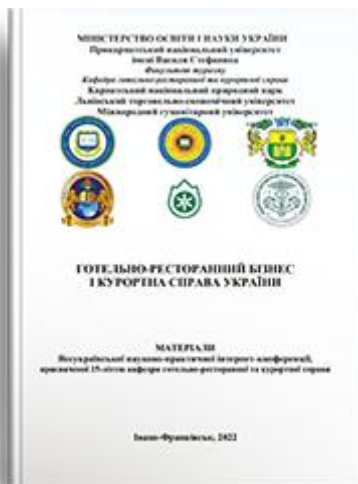 МІНІСТЕРСТВО ОСВІТИ І НАУКИ УКРАЇНИ
Прикарпатський національний університет
імені Василя Стефаника
Факультет туризму
Кафедра готельно-ресторанної та курортної справи
Карпатський національний природний парк
Львівський торговельно-економічний університет
Міжнародний гуманітарний університет
ГОТЕЛЬНО-РЕСТОРАННИЙ БІЗНЕС
І КУРОРТНА СПРАВА УКРАЇНИ
МАТЕРІАЛИ
Всеукраїнської науково-практичної інтернет-конференції,
присвяченої 15-літтю кафедри готельно-ресторанної та курортної справи
Івано-Франківськ, 2022